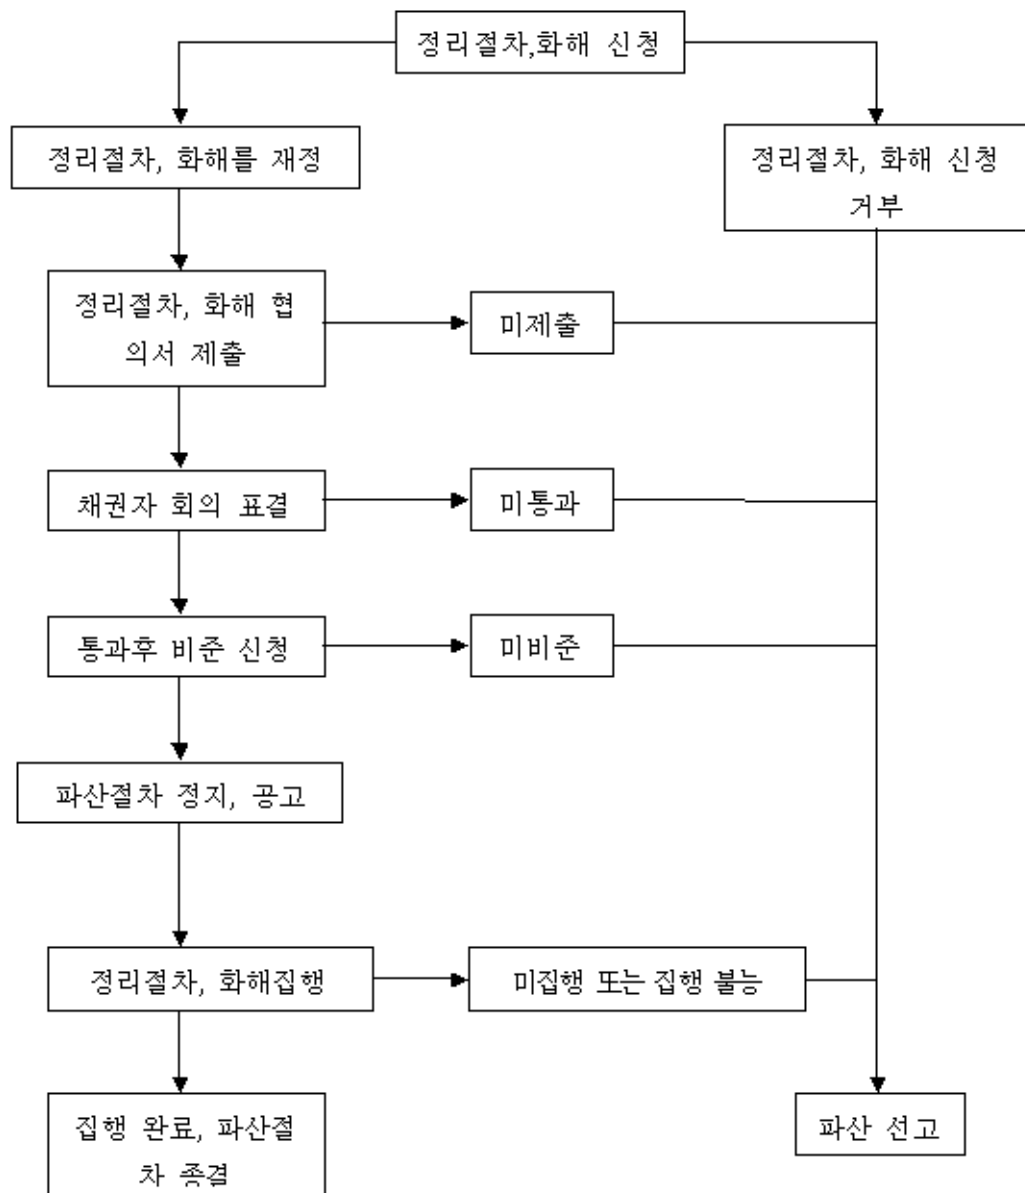 정리절차,화해 신청
정리절차, 화해를 재정
정리절차, 화해 신청
거부
정리절차, 화해 협
의서 제출
미제출
채권자 회의 표결
미통과
통과후 비준 신청
미비준
파산절차 정지, 공고
정리절차, 화해집행
미집행 또는 집행 불능
집행 완료, 파산절
차 종결
파산 선고